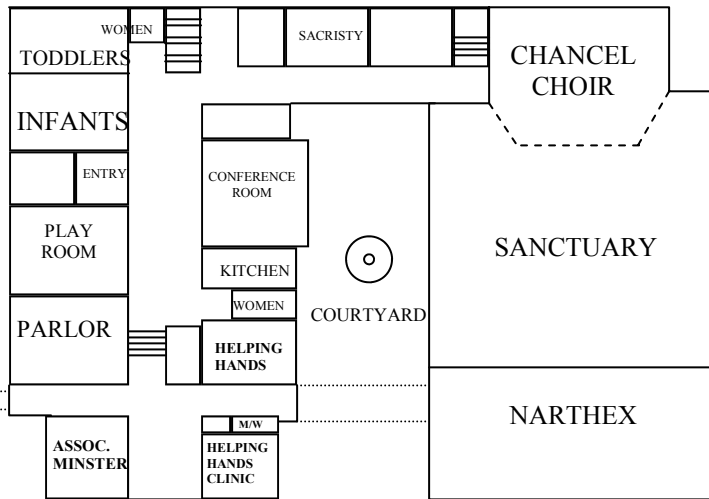 WOMEN
TODDLERS
SACRISTY
CHANCEL
CHOIR
INFANTS
ENTRY
CONFERENCE
ROOM
PLAY
ROOM
SANCTUARY
KITCHEN
WOMEN
COURTYARD
PARLOR
HELPING
HANDS
NARTHEX
M/W
ASSOC.
MINSTER
HELPING
HANDS
CLINIC